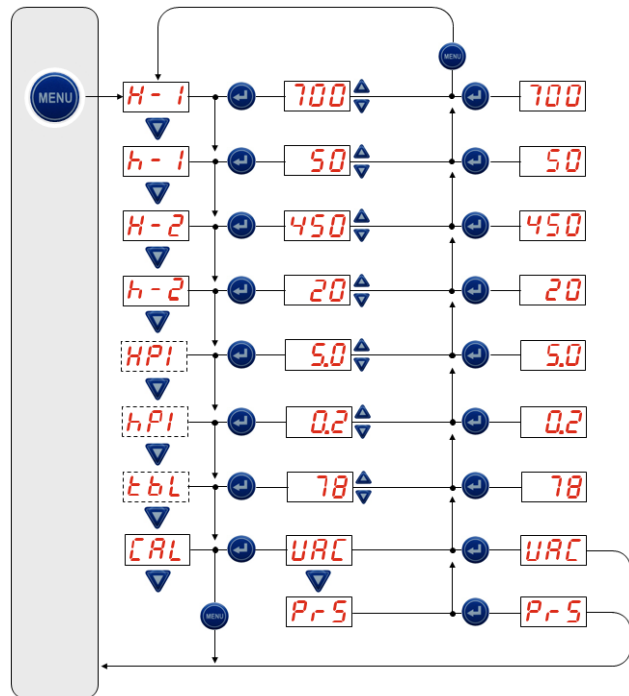 MENU
MENU H-1 700 700
h-1 50 50
H-2 450 450
h-2 20 20
HP1 5.0 5.0
hP1 0.2 0.2
tbL 78 78
CAL UAC UAC
MENU PrS PrS